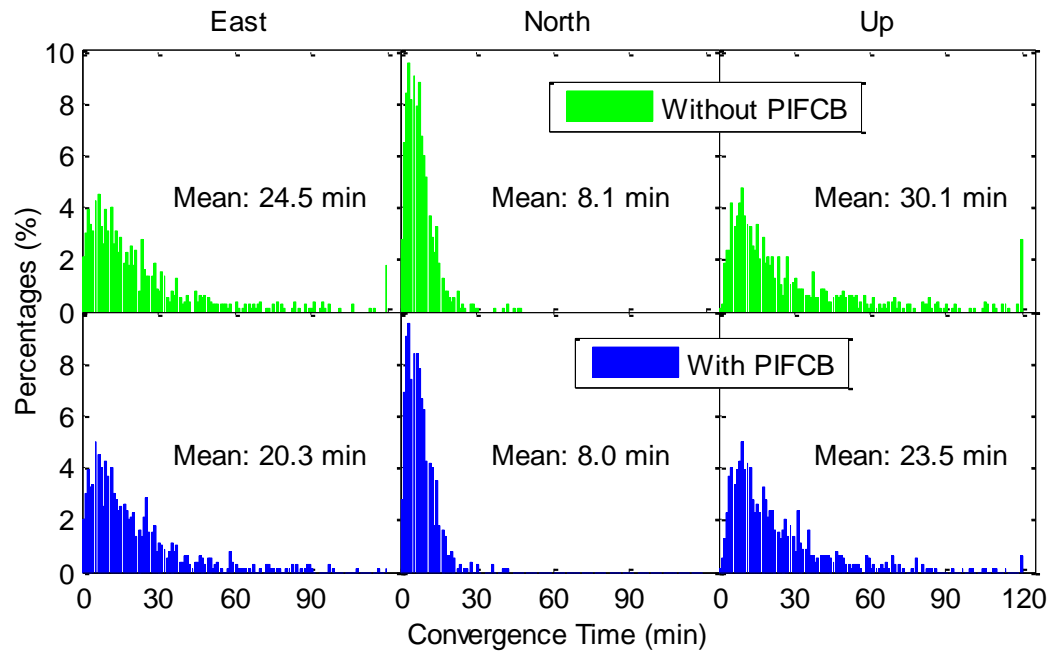 East North Up
10
8
6
4
2
0
Without PIFCB
Mean: 24.5 min Mean: 8.1 min Mean: 30.1 min
Percentages (%)
8
6
4
2
0
With PIFCB
Mean: 20.3 min Mean: 8.0 min Mean: 23.5 min
0 30 60 90 0 30 60 90 0 30 60 90 120
Convergence Time (min)